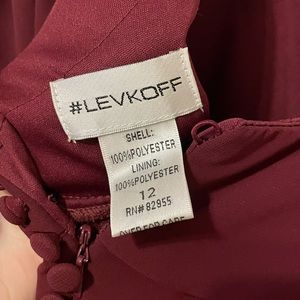 #LEVKOFF
SHELL:
100%POLYESTER
LINING:
100%POLYESTER
12
RN#82955
OVER FOR CARE